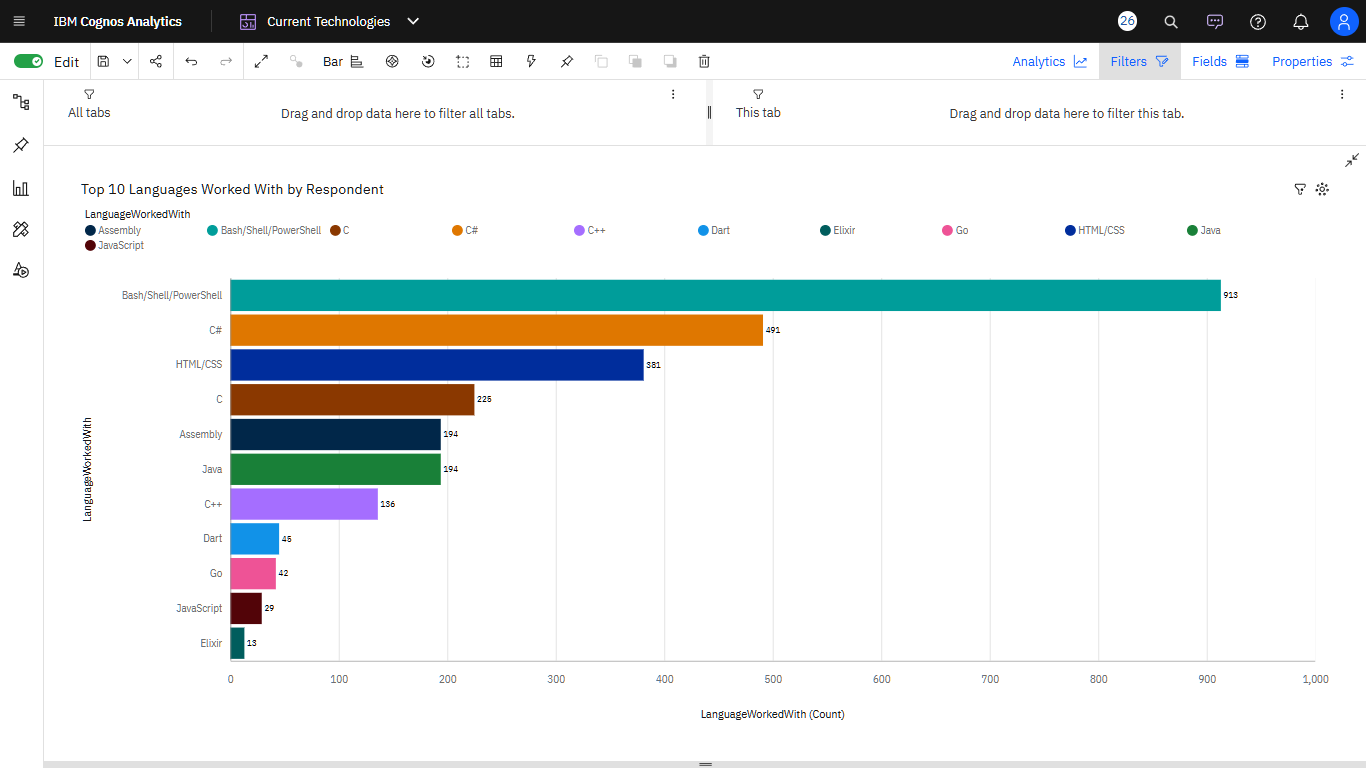 IBM Cognos Analytics
Current Technologies
26
Edit
Bar
Analytics
Filters
Fields
Properties
All tabs
Drag and drop data here to filter all tabs.
This tab
Drag and drop data here to filter this tab.
Top 10 Languages Worked With by Respondent
LanguageWorkedWith
Assembly
Bash/Shell/PowerShell
C
C#
C++
Dart
Elixir
Go
HTML/CSS
Java
JavaScript
LanguageWorkedWith
Bash/Shell/PowerShell 913
C# 491
HTML/CSS 381
C 225
Assembly 194
Java 194
C++ 136
Dart 45
Go 42
JavaScript 29
Elixir 13
0 100 200 300 400 500 600 700 800 900 1,000
LanguageWorkedWith (Count)